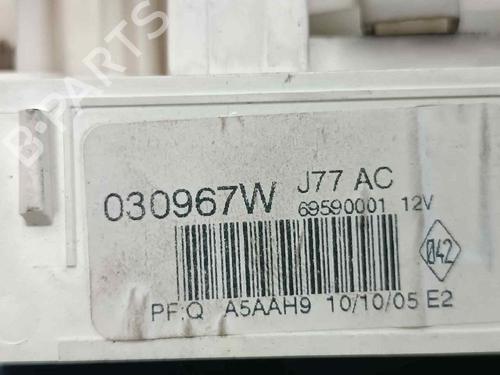 B-PARTS
030967W J77 AC
69590001 12V
042
PF:Q A5AAH9 10/10/05 E2